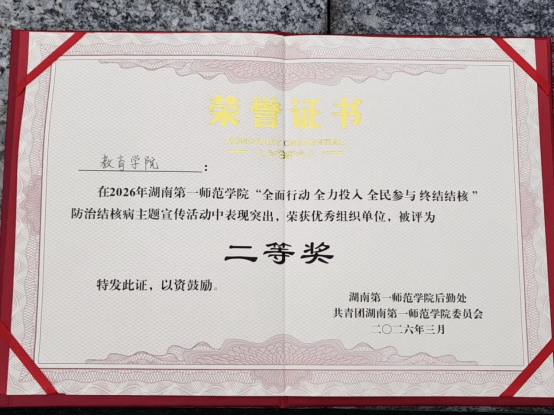 荣誉证书
HONORARY CREDENTIAL
教育学院：
在2026年湖南第一师范学院“全面行动 全力投入 全民参与 终结结核”
防治结核病主题宣传活动中表现突出，荣获优秀组织单位，被评为
二等奖
特发此证，以资鼓励。
湖南第一师范学院后勤处
共青团湖南第一师范学院委员会
二〇二六年三月